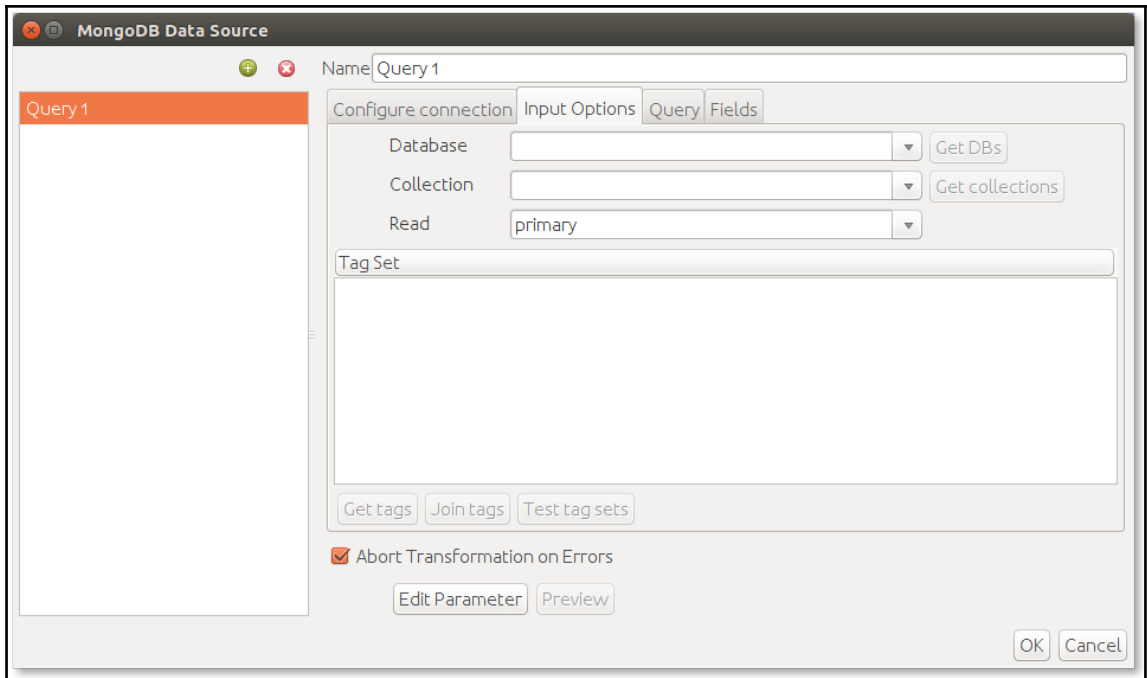 MongoDB Data Source
Name Query 1
Query 1
Configure connection Input Options Query Fields
Database Get DBs
Collection Get collections
Read primary
Tag Set
Get tags Join tags Test tag sets
Abort Transformation on Errors
Edit Parameter Preview
OK Cancel